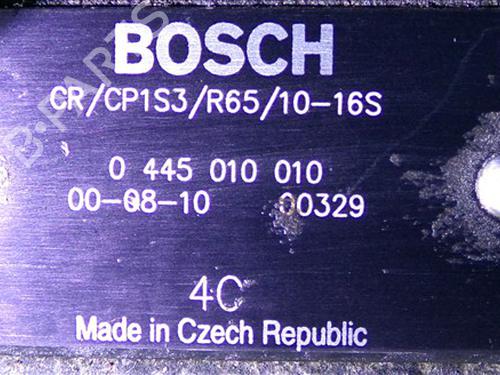 BOSCH
CR/CP1S3/R65/10-16S
0 445 010 010
00-08-10 00329
4C
Made in Czech Republic
B-PARTS